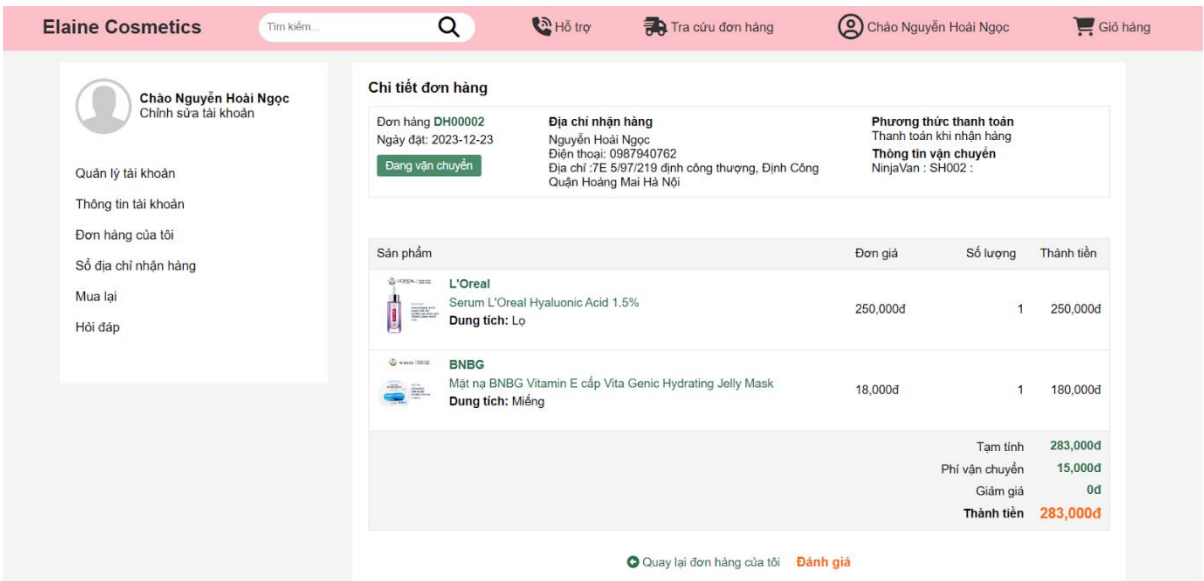 Elaine Cosmetics
Tìm kiếm...
Hỗ trợ
Tra cứu đơn hàng
Chào Nguyễn Hoài Ngọc
Giỏ hàng
Chào Nguyễn Hoài Ngọc
Chỉnh sửa tài khoản
Quản lý tài khoản
Thông tin tài khoản
Đơn hàng của tôi
Sổ địa chỉ nhận hàng
Mua lại
Hỏi đáp
Chi tiết đơn hàng
Đơn hàng DH00002
Ngày đặt: 2023-12-23
Đang vận chuyển
Địa chỉ nhận hàng
Nguyễn Hoài Ngọc
Điện thoại: 0987940762
Địa chỉ :7E 5/97/219 định công thượng, Định Công
Quận Hoàng Mai Hà Nội
Phương thức thanh toán
Thanh toán khi nhận hàng
Thông tin vận chuyển
NinjaVan : SH002 :
Sản phẩm Đơn giá Số lượng Thành tiền
L'Oreal
Serum L'Oreal Hyaluonic Acid 1.5%
Dung tích: Lọ
250,000đ 1 250,000đ
BNBG
Mặt nạ BNBG Vitamin E cấp Vita Genic Hydrating Jelly Mask
Dung tích: Miếng
18,000đ 1 180,000đ
Tạm tính 283,000đ
Phí vận chuyển 15,000đ
Giảm giá 0đ
Thành tiền 283,000đ
Quay lại đơn hàng của tôi Đánh giá